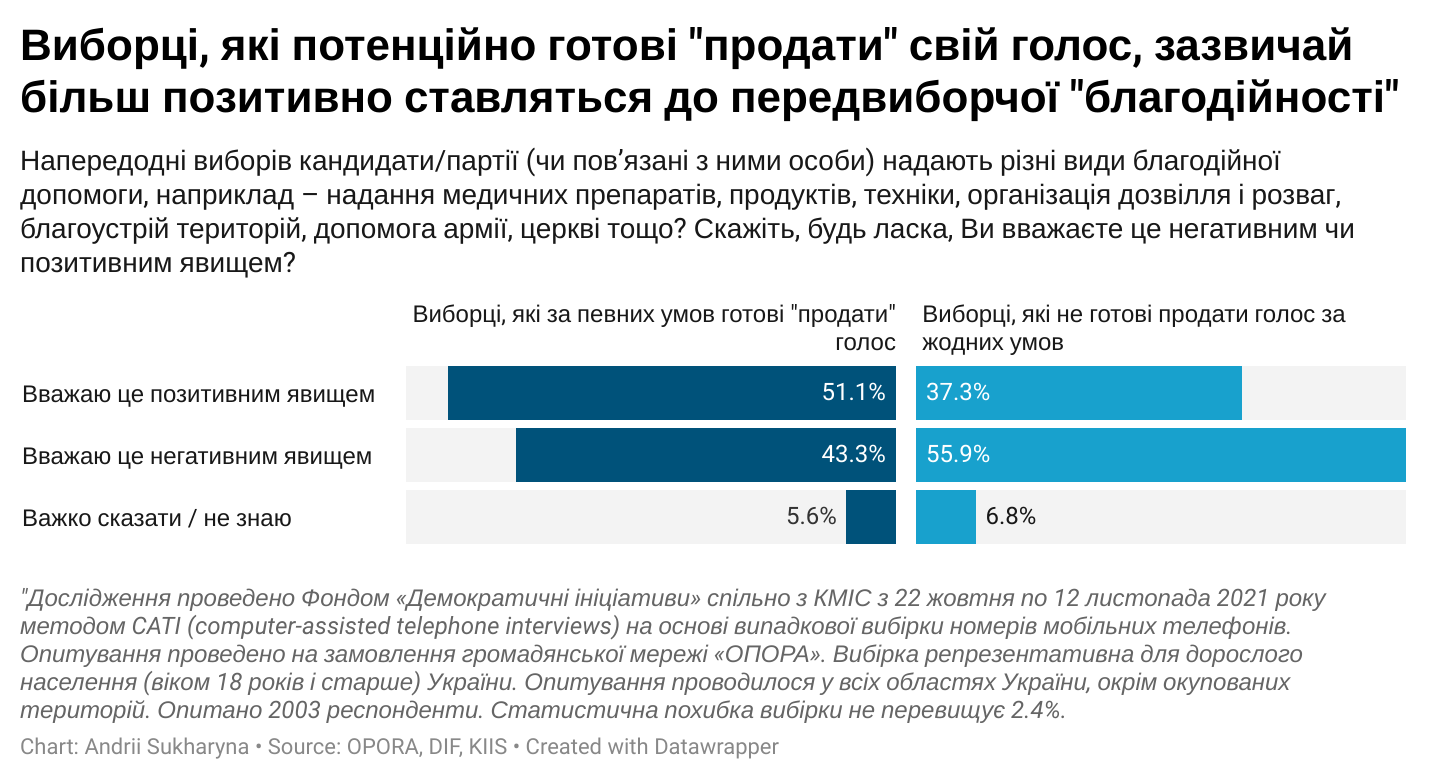 Виборці, які потенційно готові "продати" свій голос, зазвичай
більш позитивно ставляться до передвиборчої "благодійності"
Напередодні виборів кандидати/партії (чи пов’язані з ними особи) надають різні види благодійної
допомоги, наприклад – надання медичних препаратів, продуктів, техніки, організація дозвілля і розваг,
благоустрій територій, допомога армії, церкві тощо? Скажіть, будь ласка, Ви вважаєте це негативним чи
позитивним явищем?
Виборці, які за певних умов готові "продати"
голос
Виборці, які не готові продати голос за
жодних умов
Вважаю це позитивним явищем 51.1% 37.3%
Вважаю це негативним явищем 43.3% 55.9%
Важко сказати / не знаю 5.6% 6.8%
"Дослідження проведено Фондом «Демократичні ініціативи» спільно з КМІС з 22 жовтня по 12 листопада 2021 року
методом CATI (computer-assisted telephone interviews) на основі випадкової вибірки номерів мобільних телефонів.
Опитування проведено на замовлення громадянської мережі «ОПОРА». Вибірка репрезентативна для дорослого
населення (віком 18 років і старше) України. Опитування проводилося у всіх областях України, окрім окупованих
територій. Опитано 2003 респонденти. Статистична похибка вибірки не перевищує 2.4%.
Chart: Andrii Sukharyna • Source: OPORA, DIF, KIIS • Created with Datawrapper